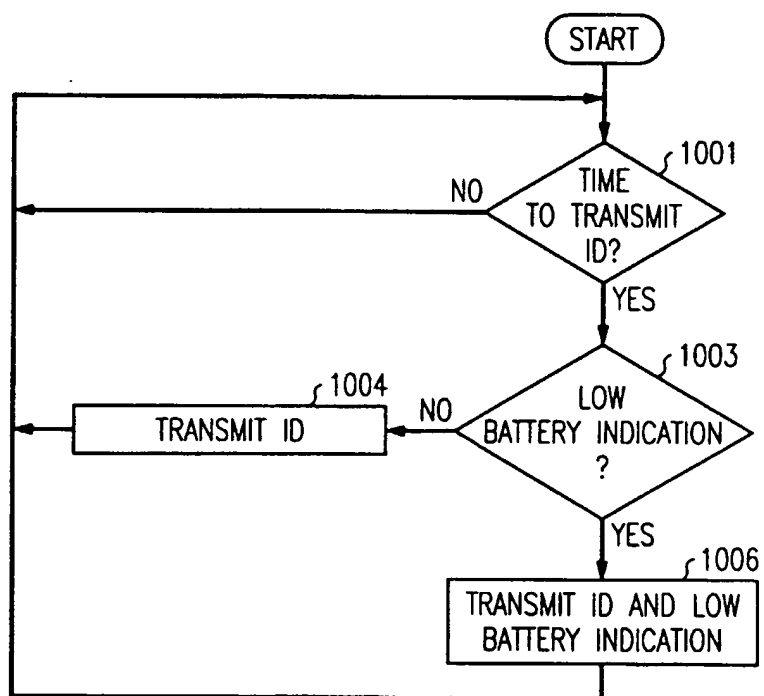 START
1001
TIME
TO TRANSMIT
ID?
NO
YES
1003
LOW
BATTERY INDICATION
?
NO
1004
TRANSMIT ID
YES
1006
TRANSMIT ID AND LOW
BATTERY INDICATION